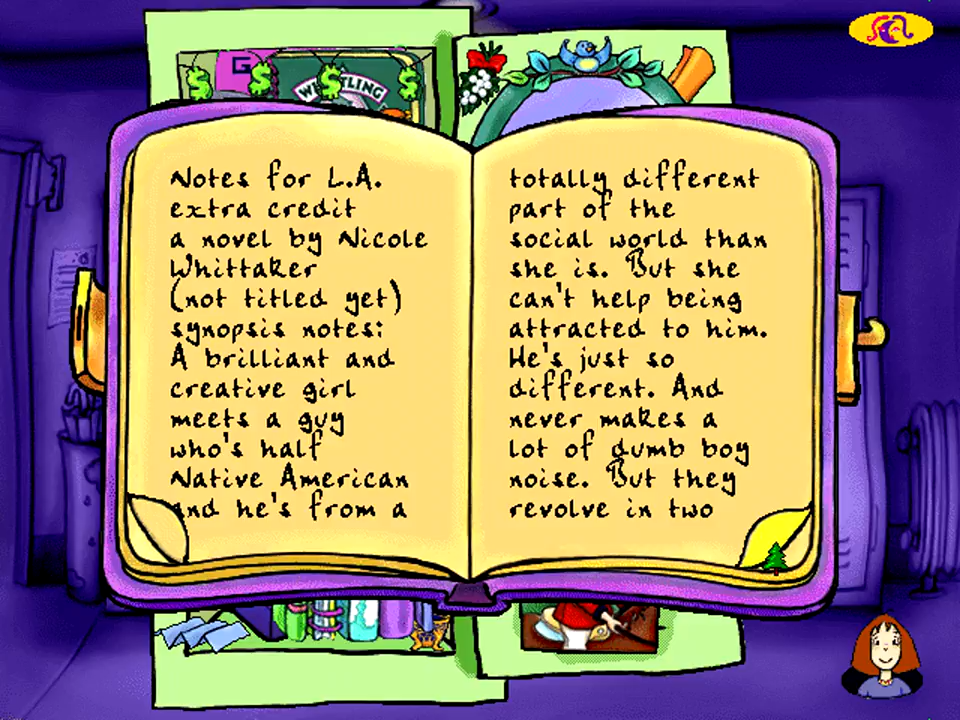 G
WHISTLING
Notes for L.A.
extra credit
a novel by Nicole
Whittaker
(not titled yet)
synopsis notes:
A brilliant and
creative girl
meets a guy
who's half
Native American
and he's from a
totally different
part of the
social world than
she is. But she
can't help being
attracted to him.
He's just so
different. And
never makes a
lot of dumb boy
noise. But they
revolve in two